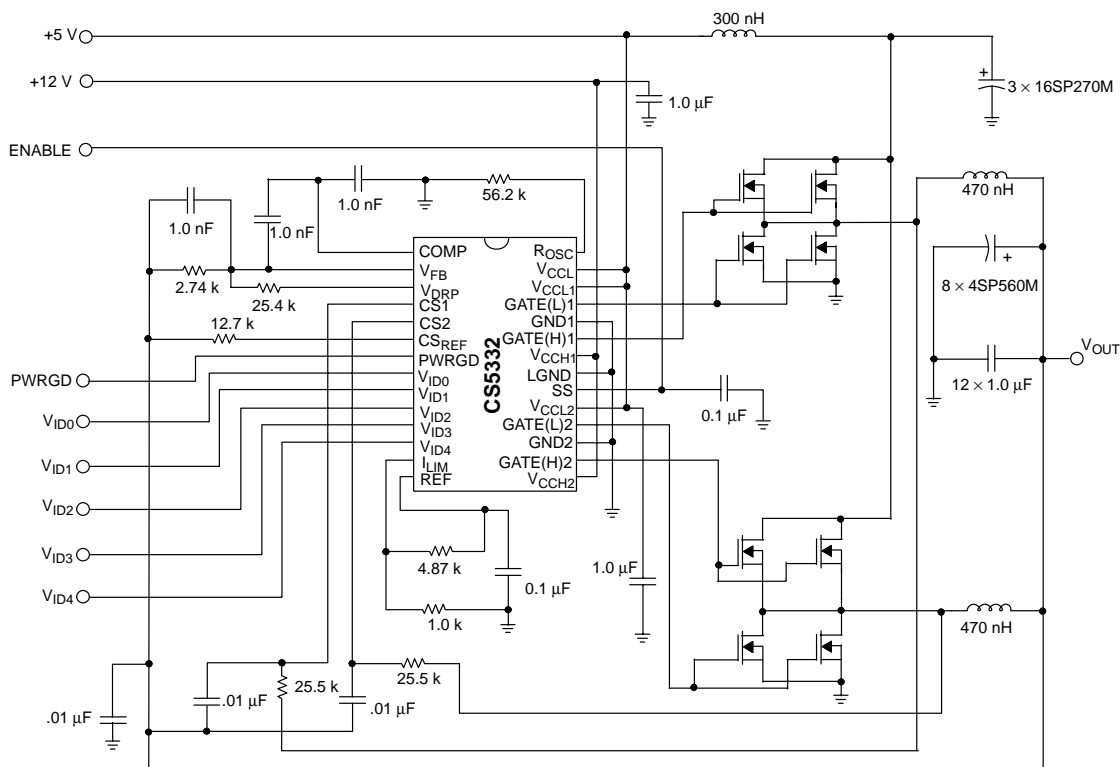 300 nH
+5 V
+12 V
1.0 μF
3 × 16SP270M
ENABLE
56.2 k
1.0 nF
470 nH
1.0 nF
1.0 nF
COMP
ROSC
VFB
VCCL
2.74 k
VDRP
VCCL1
8 × 4SP560M
25.4 k
CS1
GATE(L)1
12.7 k
CS2
GND1
CSREF
GATE(H)1
PWRGD
VCCH1
VOUT
PWRGD
VID0
LGND
CS5332
VID1
SS
12 × 1.0 μF
VID0
VID2
VCCL2
0.1 μF
VID3
GATE(L)2
VID4
GND2
VID1
ILIM
GATE(H)2
REF
VCCH2
VID2
VID3
4.87 k
1.0 μF
0.1 μF
VID4
1.0 k
470 nH
25.5 k
.01 μF
25.5 k
.01 μF
.01 μF